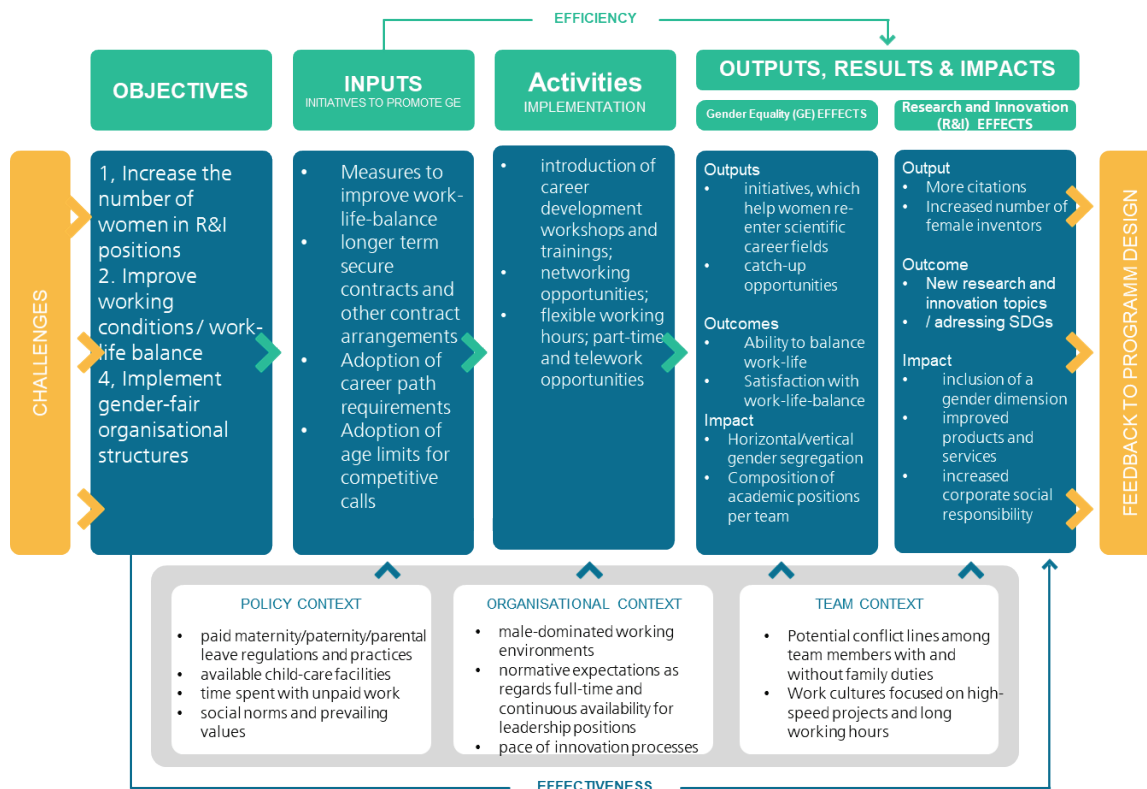 EFFICIENCY
OBJECTIVES
INPUTS
INITIATIVES TO PROMOTE GE
Activities
IMPLEMENTATION
OUTPUTS, RESULTS & IMPACTS
Gender Equality (GE) EFFECTS
Research and Innovation
(R&I) EFFECTS
CHALLENGES
1, Increase the
number of
women in R&I
positions
2. Improve
working
conditions / work-
life balance
4, Implement
gender-fair
organisational
structures
• Measures to
improve work-
life-balance
• longer term
secure
contracts and
other contract
arrangements
• Adoption of
career path
requirements
• Adoption of
age limits for
competitive
calls
• introduction of
career
development
workshops and
trainings;
• networking
opportunities;
• flexible working
hours; part-time
and telework
opportunities
Outputs
• initiatives, which
help women re-
enter scientific
career fields
• catch-up
opportunities
Outcomes
• Ability to balance
work-life
• Satisfaction with
work-life-balance
Impact
• Horizontal/vertical
gender segregation
• Composition of
academic positions
per team
Output
• More citations
• Increased number of
female inventors
Outcome
• New research and
innovation topics
• / adressing SDGs
Impact
• inclusion of a
gender dimension
• improved
products and
services
• increased
corporate social
responsibility
FEEDBACK TO PROGRAMM DESIGN
POLICY CONTEXT
• paid maternity/paternity/parental
leave regulations and practices
• available child-care facilities
• time spent with unpaid work
• social norms and prevailing
values
ORGANISATIONAL CONTEXT
• male-dominated working
environments
• normative expectations as
regards full-time and
continuous availability for
leadership positions
• pace of innovation processes
TEAM CONTEXT
• Potential conflict lines among
team members with and
without family duties
• Work cultures focused on high-
speed projects and long
working hours
EFFECTIVENESS